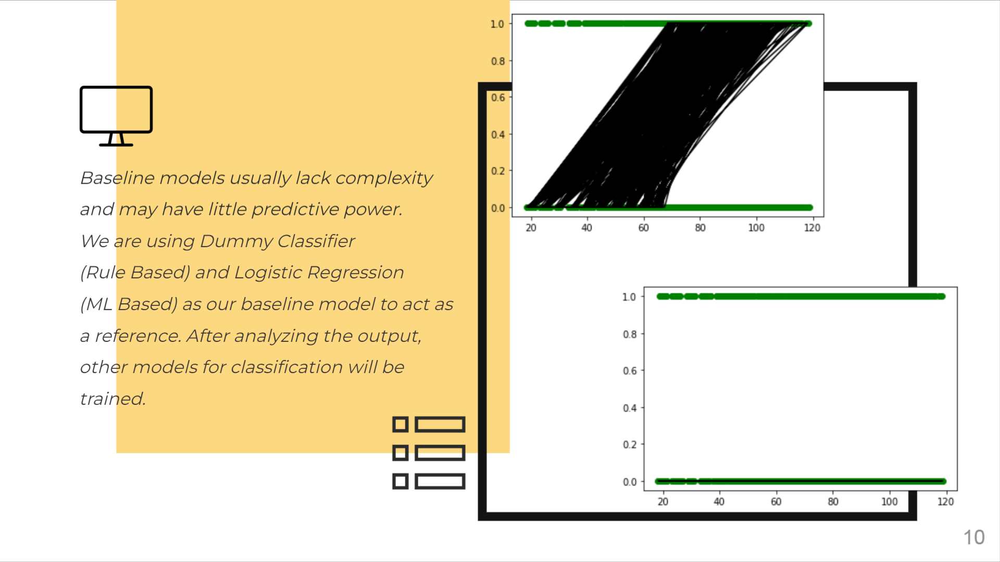 Baseline models usually lack complexity
and may have little predictive power.
We are using Dummy Classifier
(Rule Based) and Logistic Regression
(ML Based) as our baseline model to act as
a reference. After analyzing the output,
other models for classification will be
trained.
1.0
0.8
0.6
0.4
0.2
0.0
20 40 60 80 100 120
1.0
0.8
0.6
0.4
0.2
0.0
20 40 60 80 100 120
10